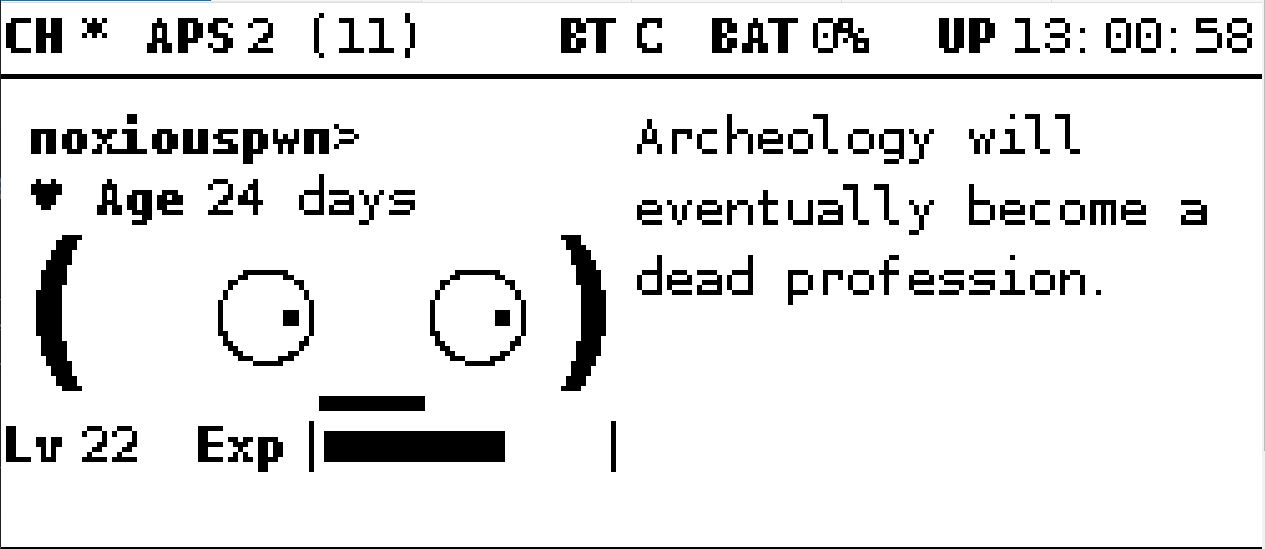 CH * APS 2 (11) BT C BAT 0% UP 13:00:58
noxiouspwn>
♥ Age 24 days
Archeology will
eventually become a
dead profession.
Lv 22 Exp